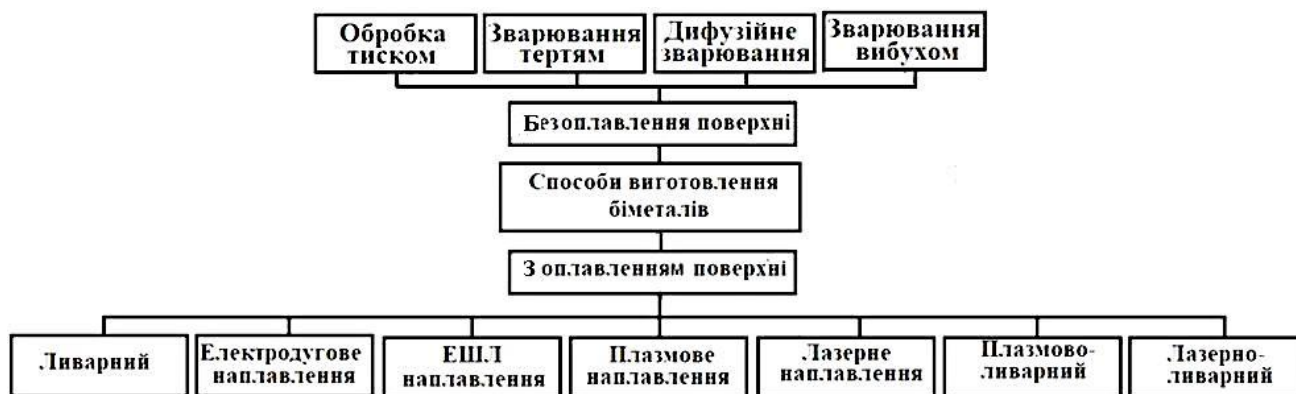 Обробка
тиском
Зварювання
тертям
Дифузійне
зварювання
Зварювання
вибухом
Безоплавлення поверхні
Способи виготовлення
біметалів
З оплавленням поверхні
Ливарний
Електродугове
наплавлення
ЕШЛ
наплавлення
Плазмове
наплавлення
Лазерне
наплавлення
Плазмово-
ливарний
Лазерно-
ливарний